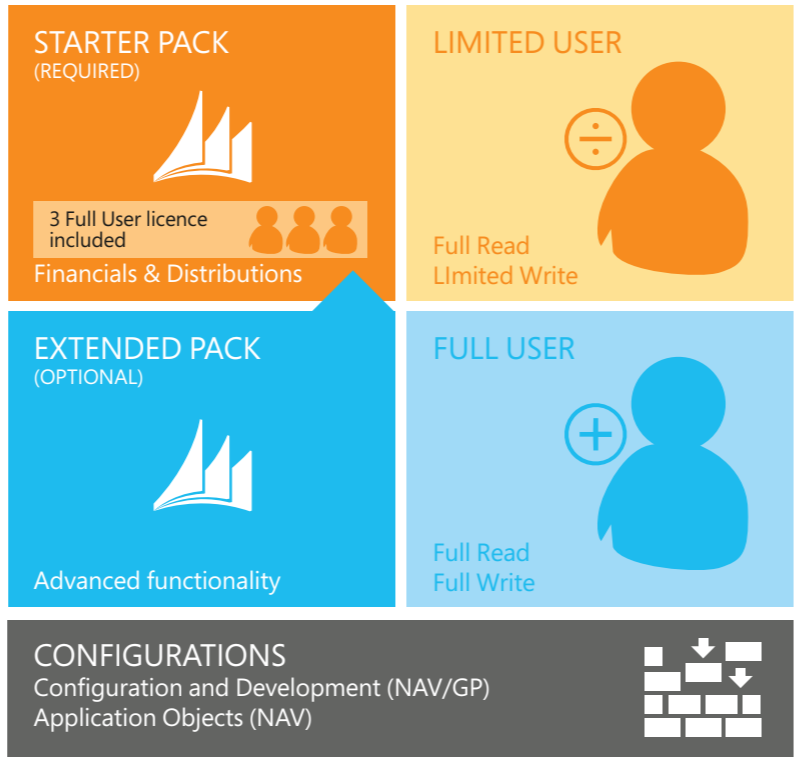 STARTER PACK
(REQUIRED)
3 Full User licence
included
Financials & Distributions
LIMITED USER
Full Read
LImited Write
EXTENDED PACK
(OPTIONAL)
Advanced functionality
FULL USER
Full Read
Full Write
CONFIGURATIONS
Configuration and Development (NAV/GP)
Application Objects (NAV)